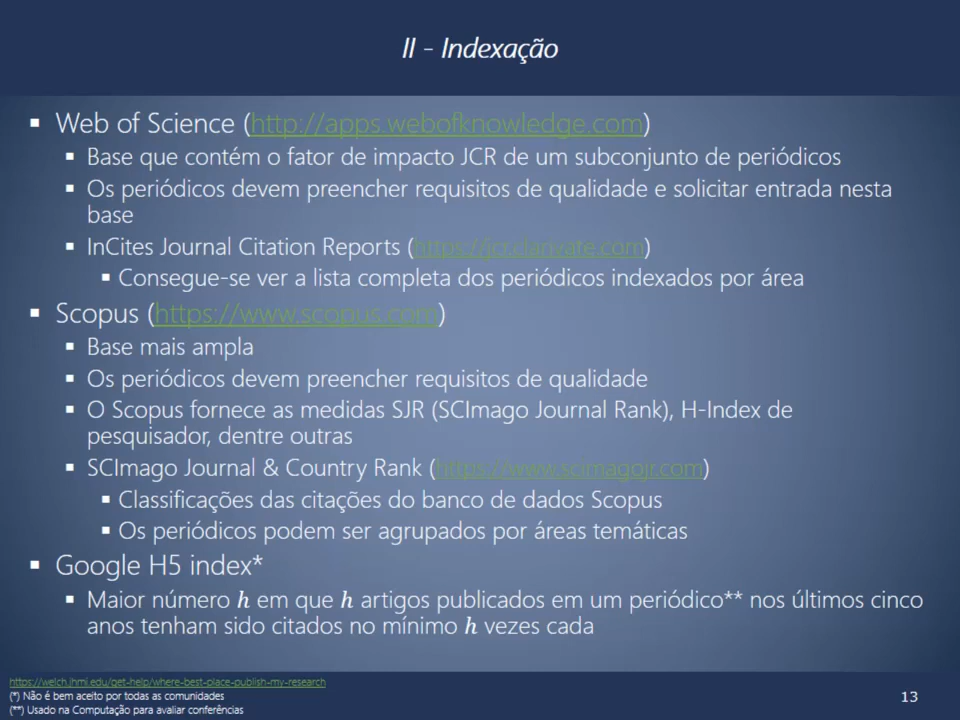 II - Indexação
▪ Web of Science (http://apps.webofknowledge.com)
▪ Base que contém o fator de impacto JCR de um subconjunto de periódicos
▪ Os periódicos devem preencher requisitos de qualidade e solicitar entrada nesta
base
▪ InCites Journal Citation Reports (https://jcr.clarivate.com)
▪ Consegue-se ver a lista completa dos periódicos indexados por área
▪ Scopus (https://www.scopus.com)
▪ Base mais ampla
▪ Os periódicos devem preencher requisitos de qualidade
▪ O Scopus fornece as medidas SJR (SCImago Journal Rank), H-Index de
pesquisador, dentre outras
▪ SCImago Journal & Country Rank (https://www.scimagojr.com)
▪ Classificações das citações do banco de dados Scopus
▪ Os periódicos podem ser agrupados por áreas temáticas
▪ Google H5 index*
▪ Maior número h em que h artigos publicados em um periódico** nos últimos cinco
anos tenham sido citados no mínimo h vezes cada
https://welch.jhmi.edu/get-help/where-best-place-publish-my-research
(*) Não é bem aceito por todas as comunidades
(**) Usado na Computação para avaliar conferências
13